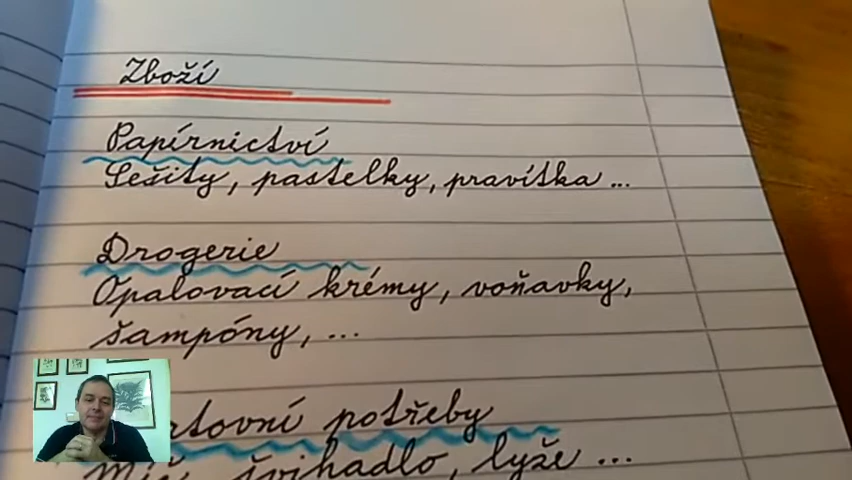 Zboží
Papírnictví
Sešity, pastelky, pravítka ...
Drogerie
Opalovací krémy, voňavky,
šampóny, ...
potřeby
švihadlo, lyže ...